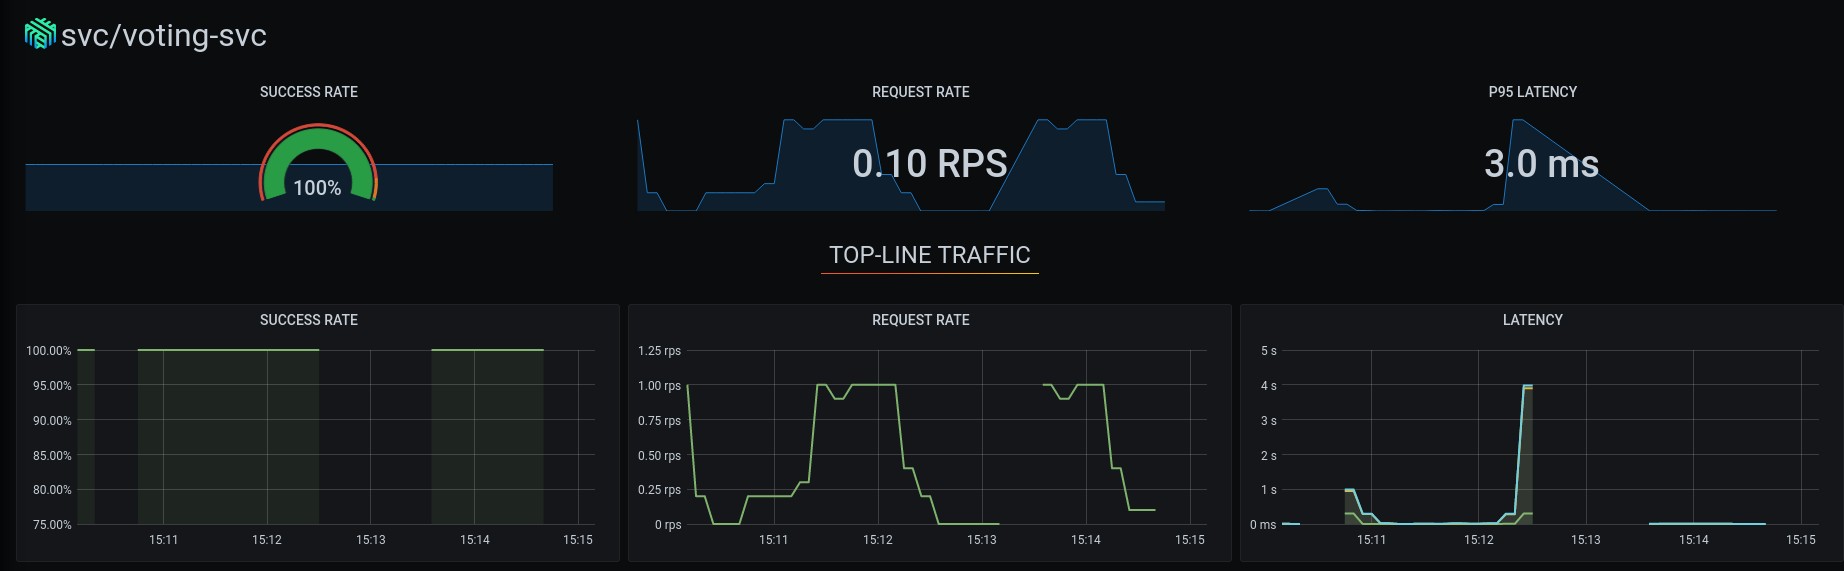 svc/voting-svc
SUCCESS RATE
REQUEST RATE
P95 LATENCY
100%
0.10 RPS
3.0 ms
TOP-LINE TRAFFIC
SUCCESS RATE
100.00%
95.00%
90.00%
85.00%
80.00%
75.00%
15:11
15:12
15:13
15:14
15:15
REQUEST RATE
1.25 rps
1.00 rps
0.75 rps
0.50 rps
0.25 rps
0 rps
15:11
15:12
15:13
15:14
15:15
LATENCY
5 s
4 s
3 s
2 s
1 s
0 ms
15:11
15:12
15:13
15:14
15:15